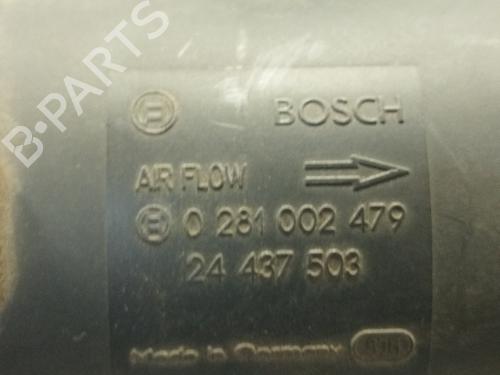 B-PARTS
BOSCH
AIR FLOW
0 281 002 479
24 437 503
Made in Germany